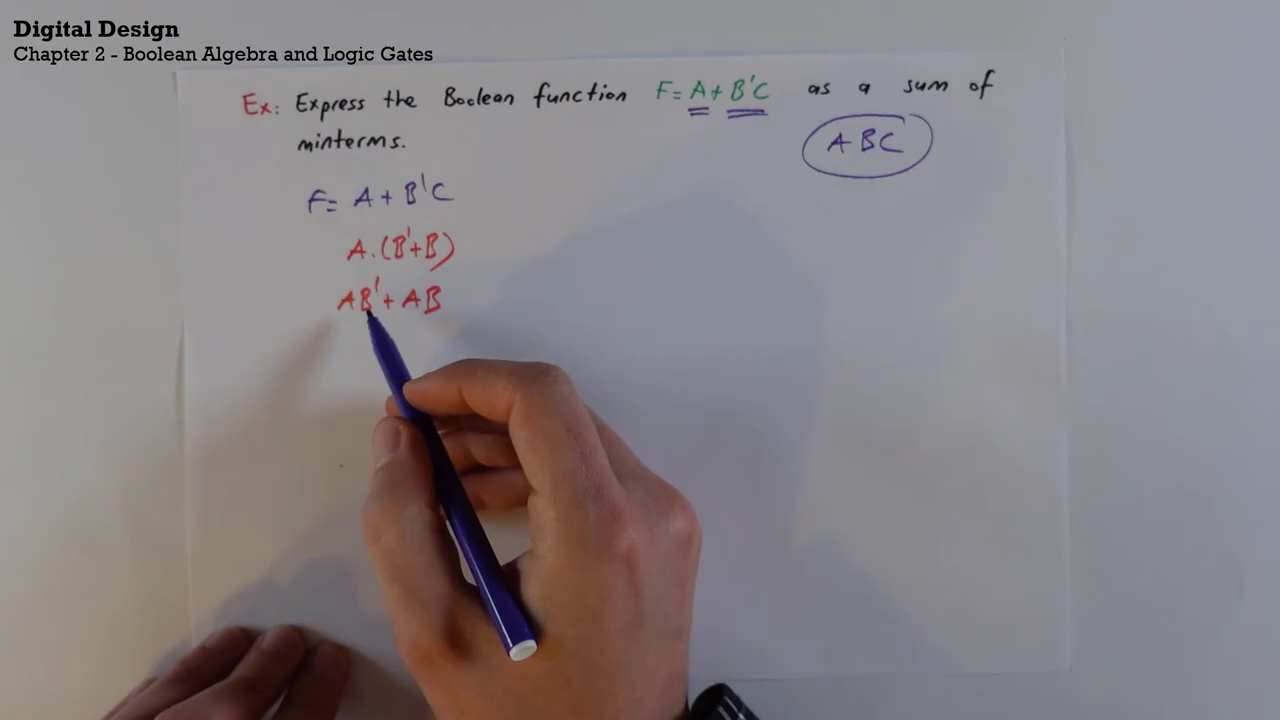 Digital Design
Chapter 2 - Boolean Algebra and Logic Gates
Ex: Express the Boolean function F= A + B'C as a sum of
minterms.
ABC
F= A + B'C
A.(B'+B)
AB' + AB